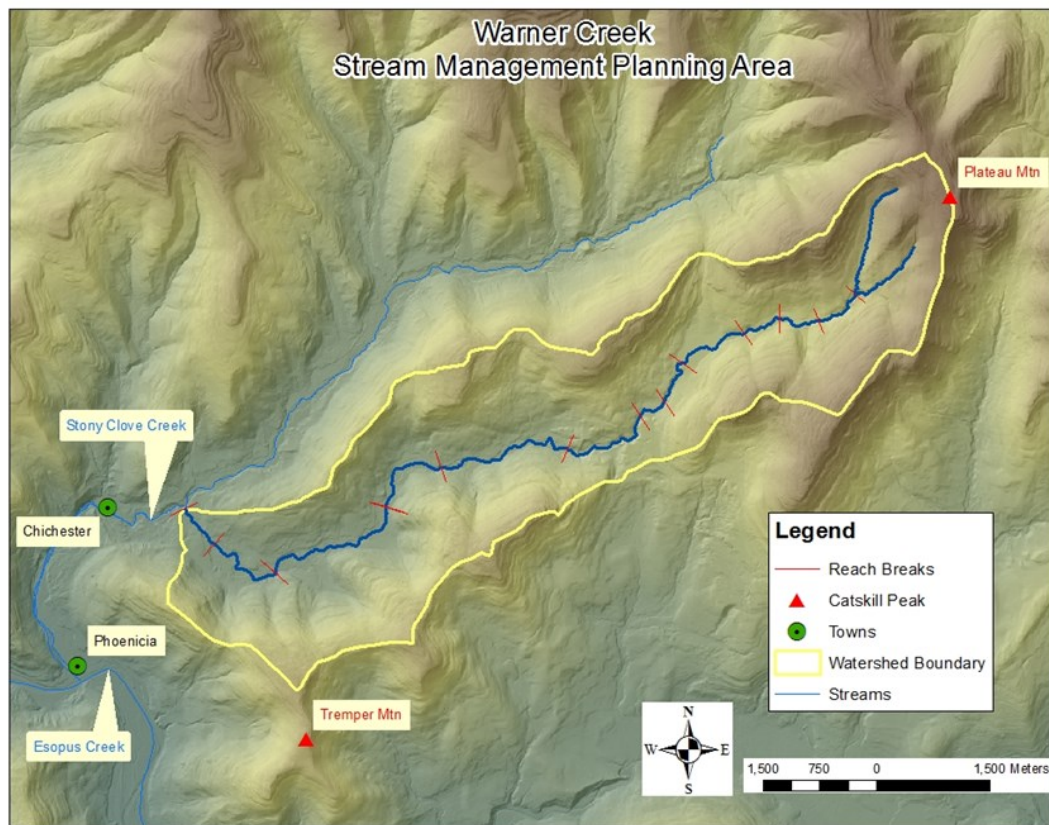 Warner Creek
Stream Management Planning Area
Plateau Mtn
Stony Clove Creek
Chichester
Phoenicia
Esopus Creek
Tremper Mtn
Legend
Reach Breaks
Catskill Peak
Towns
Watershed Boundary
Streams
N
W E
S
1,500 750 0 1,500 Meters